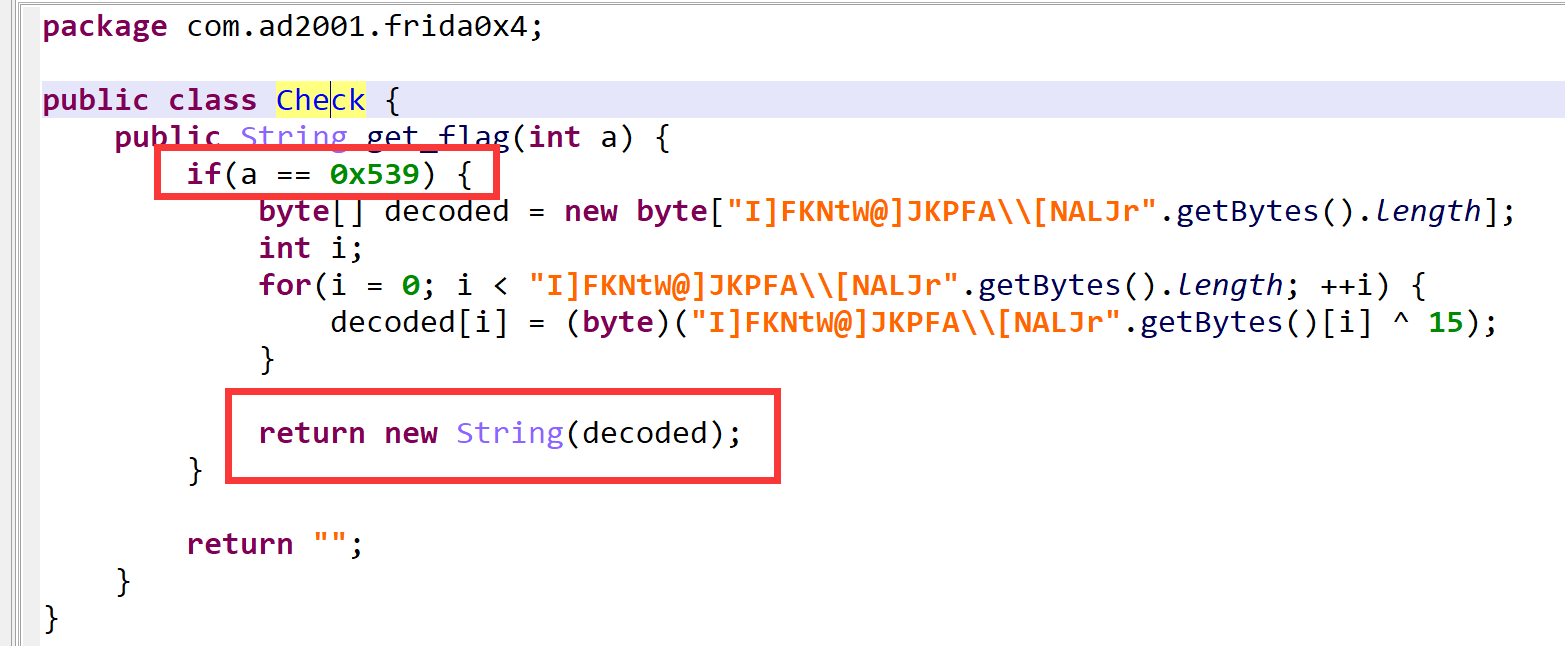 package com.ad2001.frida0x4;
public class Check {
public String get_flag(int a) {
if(a == 0x539) {
byte[] decoded = new byte["I]FKNtW@]JKPFA\\[NALJr".getBytes().length];
int i;
for(i = 0; i < "I]FKNtW@]JKPFA\\[NALJr".getBytes().length; ++i) {
decoded[i] = (byte)("I]FKNtW@]JKPFA\\[NALJr".getBytes()[i] ^ 15);
}
return new String(decoded);
}
return "";
}
}